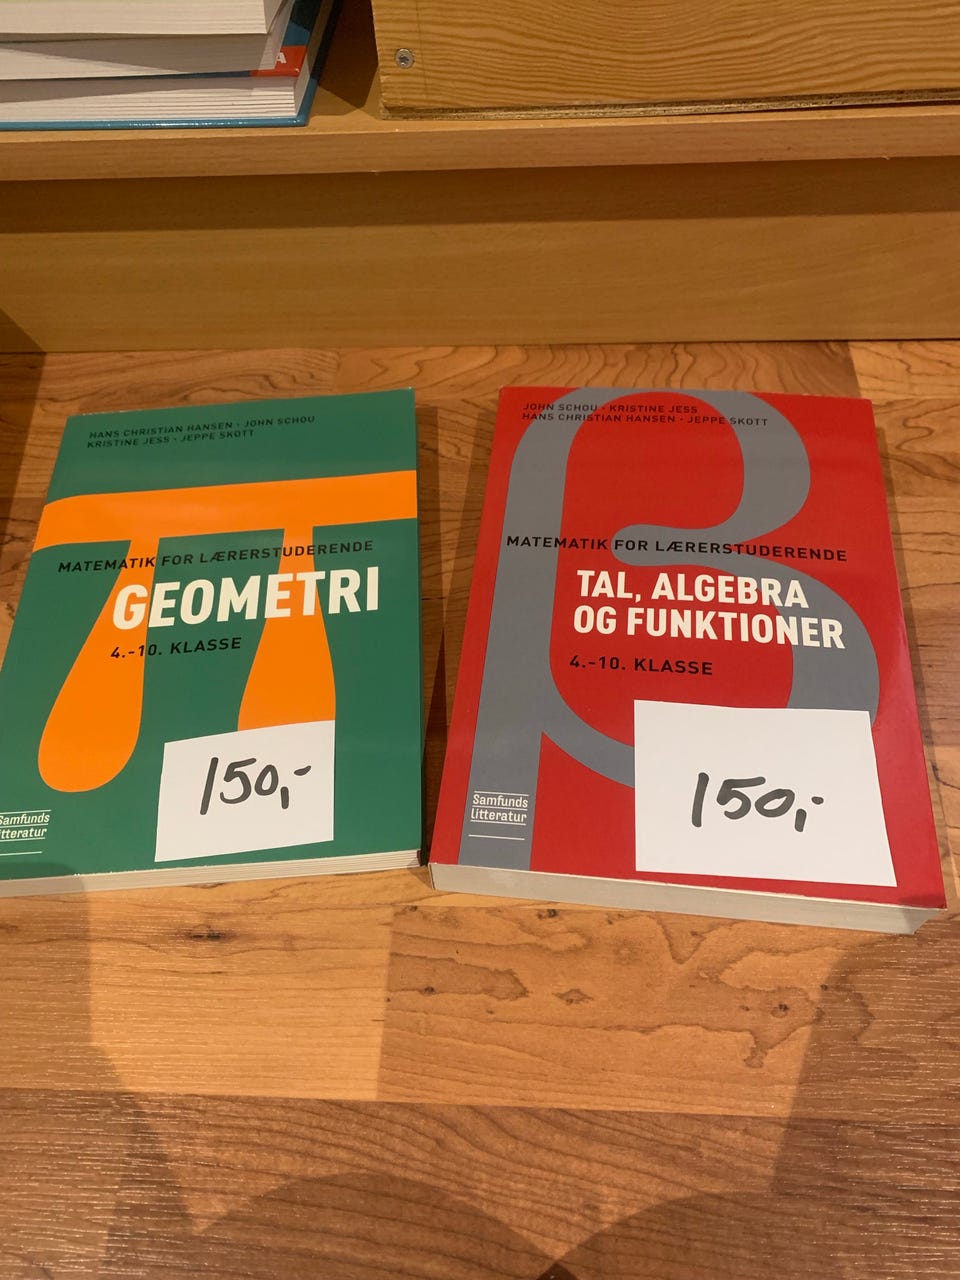 HANS CHRISTIAN HANSEN · JOHN SCHOU
KRISTINE JESS · JEPPE SKOTT
MATEMATIK FOR LÆRERSTUDERENDE
GEOMETRI
4.-10. KLASSE
150,-
Samfunds
litteratur
JOHN SCHOU · KRISTINE JESS
HANS CHRISTIAN HANSEN · JEPPE SKOTT
MATEMATIK FOR LÆRERSTUDERENDE
TAL, ALGEBRA
OG FUNKTIONER
4.-10. KLASSE
150,-
Samfunds
litteratur